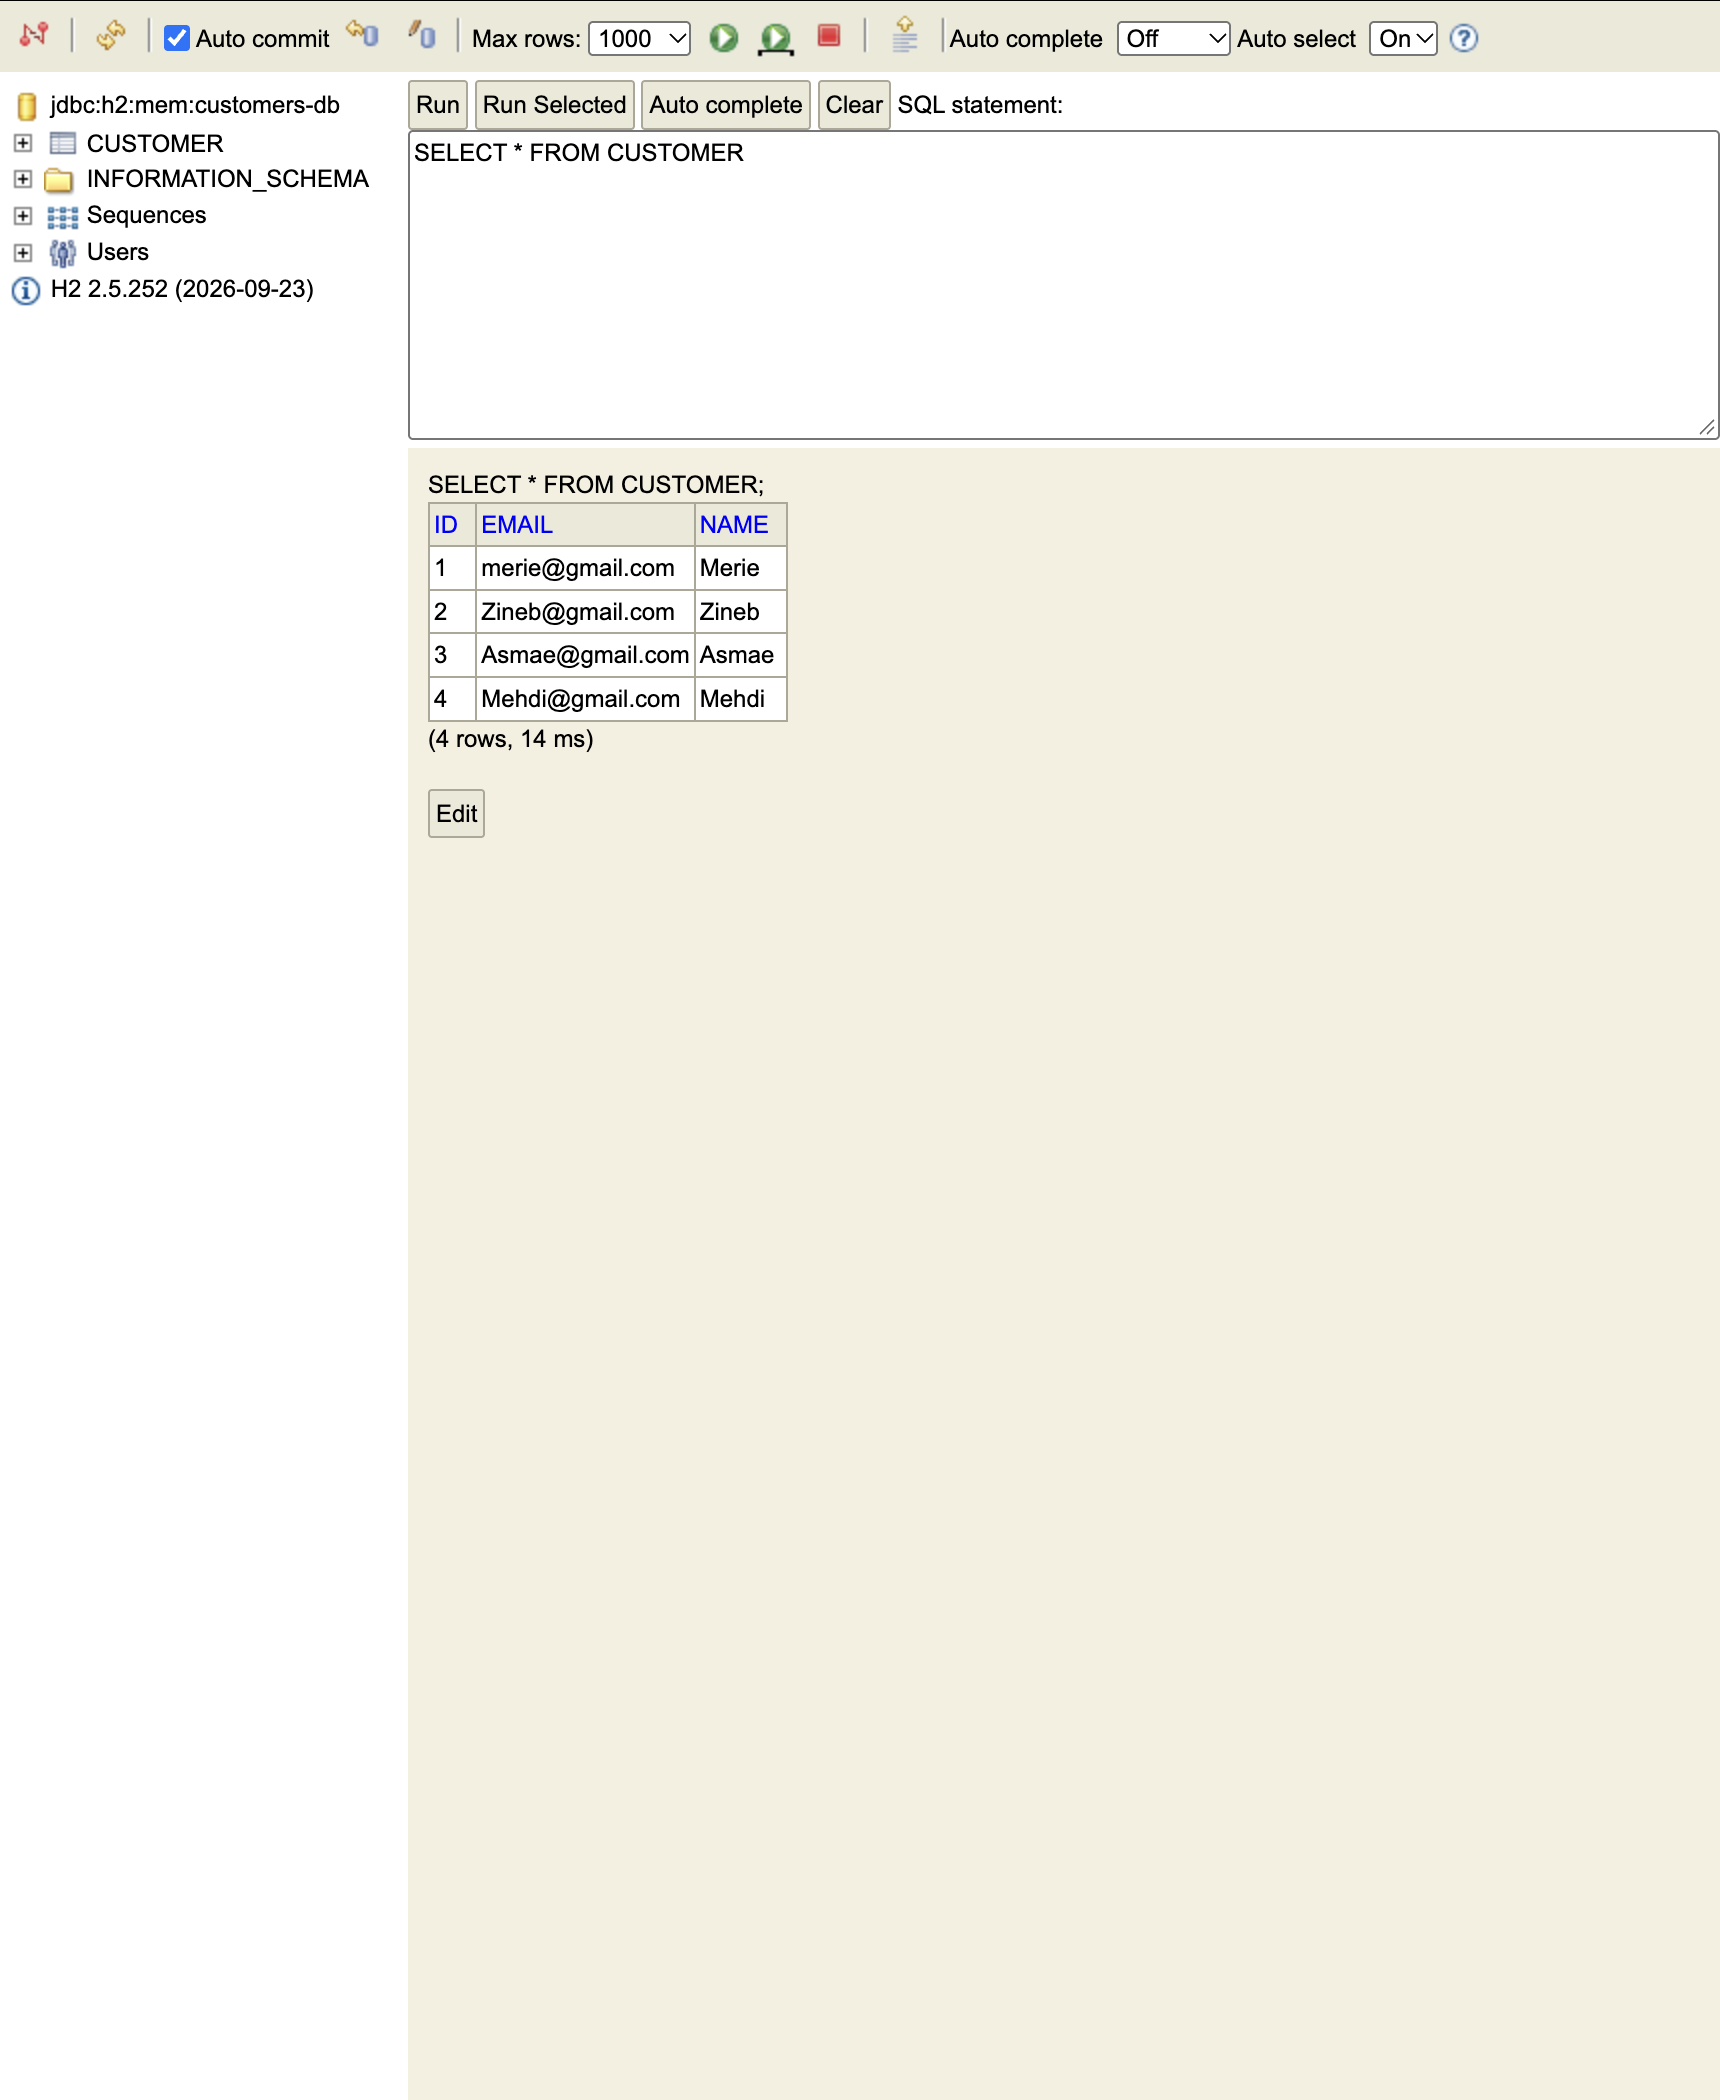 Auto commit Max rows: 1000 Auto complete Off Auto select On ?
jdbc:h2:mem:customers-db
CUSTOMER
INFORMATION_SCHEMA
Sequences
Users
H2 2.5.252 (2026-09-23)
Run Run Selected Auto complete Clear SQL statement:
SELECT * FROM CUSTOMER
SELECT * FROM CUSTOMER;
ID EMAIL NAME
1 merie@gmail.com Merie
2 Zineb@gmail.com Zineb
3 Asmae@gmail.com Asmae
4 Mehdi@gmail.com Mehdi
(4 rows, 14 ms)
Edit